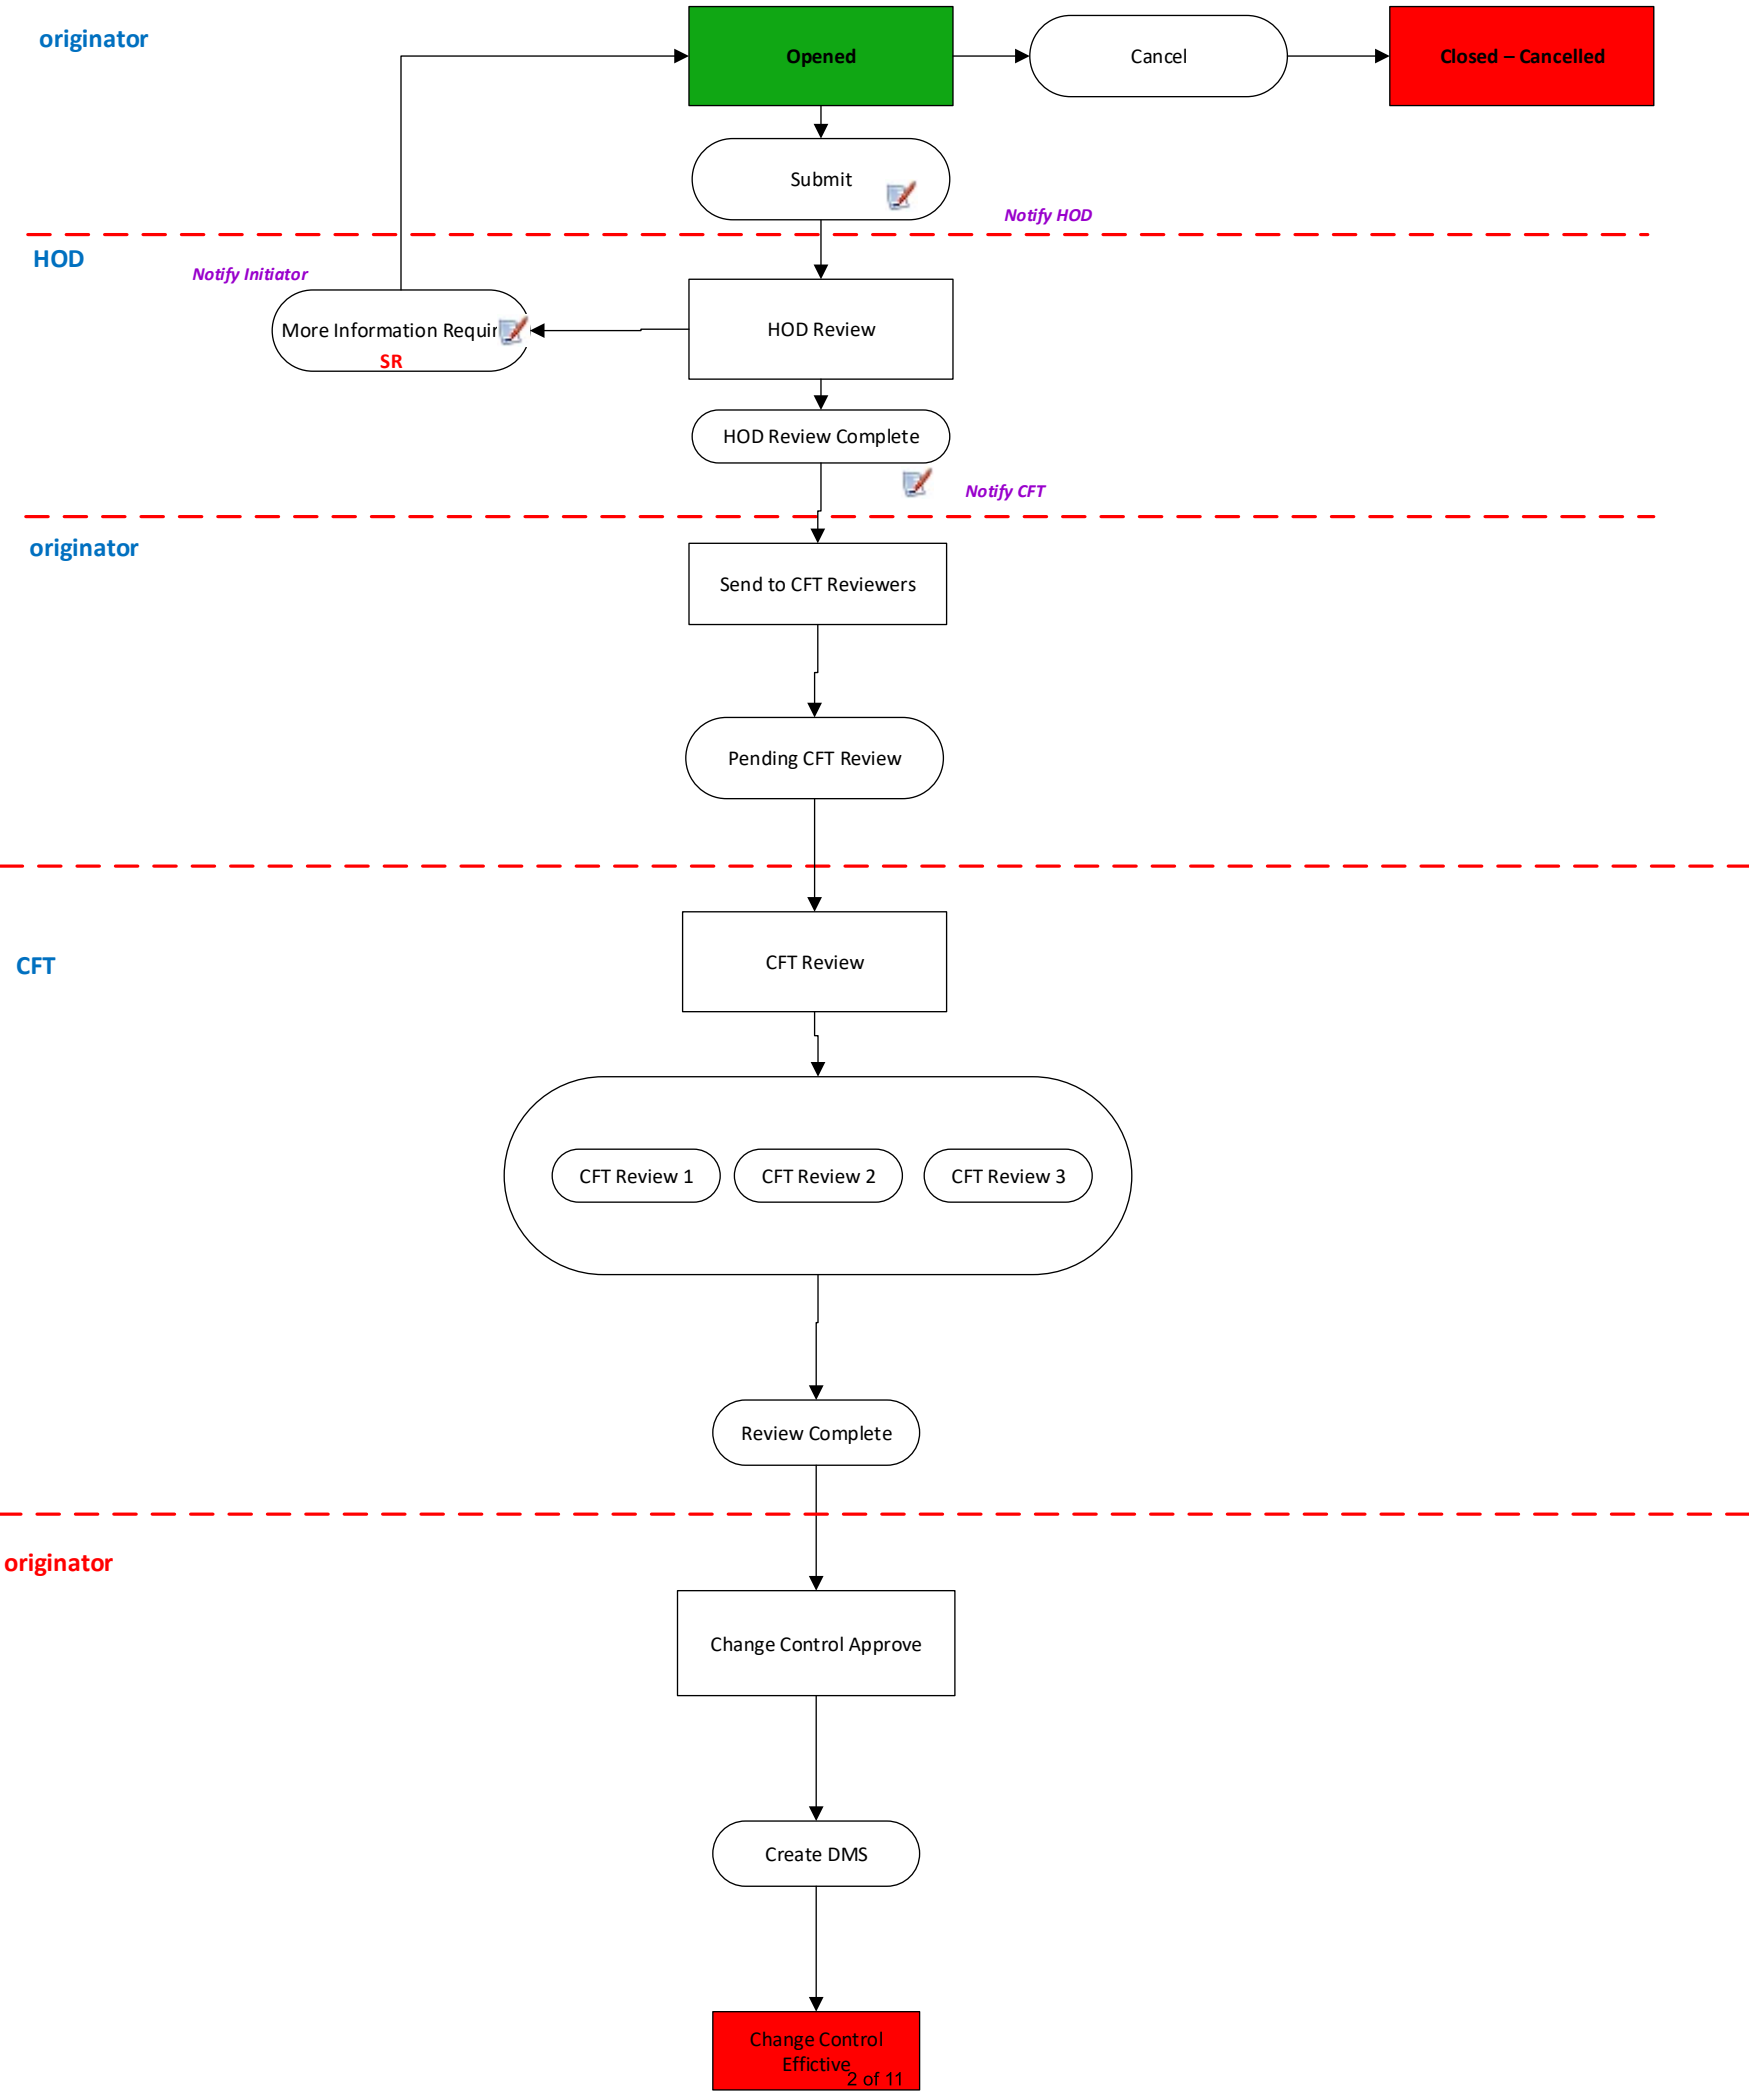 originator
Opened
Cancel
Closed – Cancelled
Submit
Notify HOD
HOD
Notify Initiator
More Information Requir
SR
HOD Review
HOD Review Complete
Notify CFT
originator
Send to CFT Reviewers
Pending CFT Review
CFT
CFT Review
CFT Review 1
CFT Review 2
CFT Review 3
Review Complete
originator
Change Control Approve
Create DMS
Change Control
Effictive
2 of 11